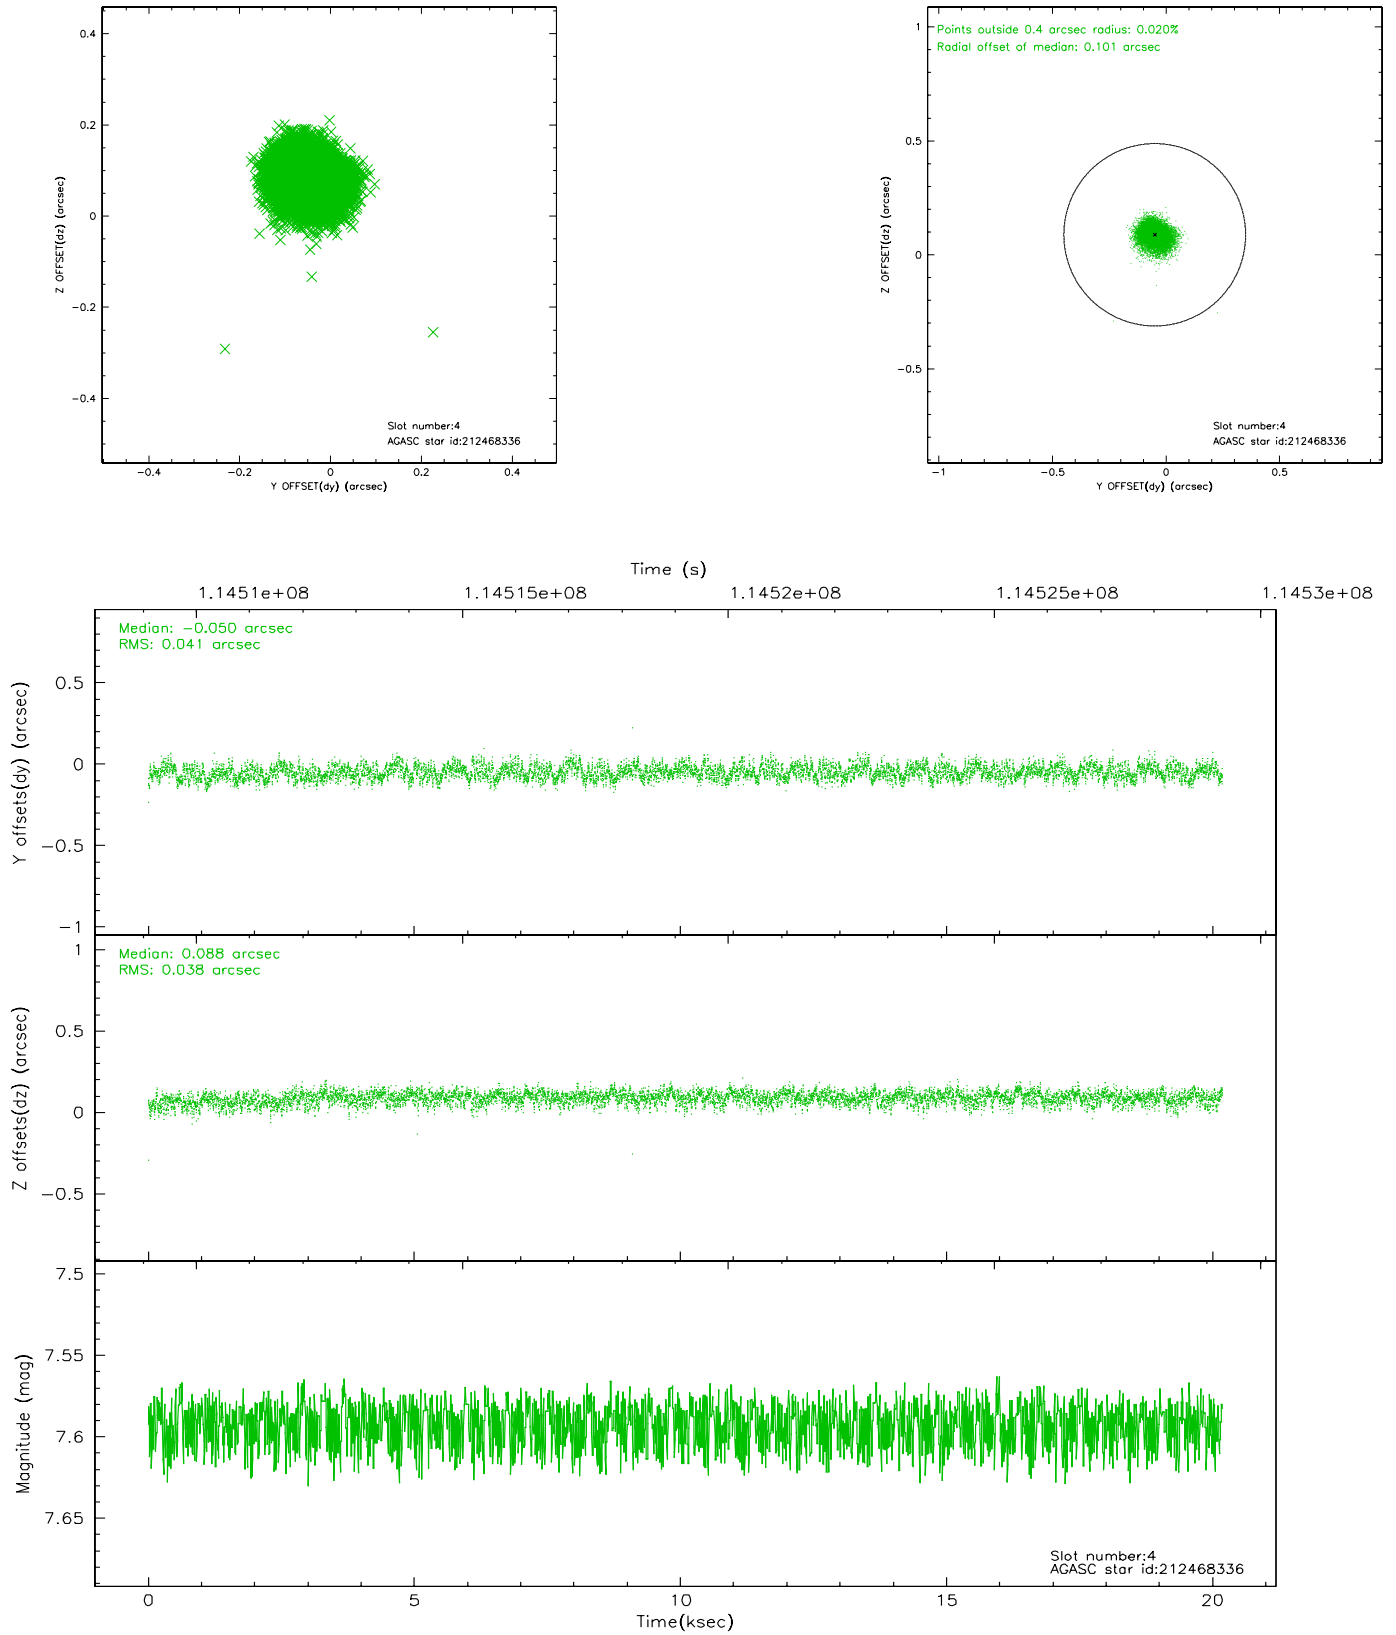 0.4
0.2
0
−0.2
−0.4
Z OFFSET(dz) (arcsec)
−0.4 −0.2 0 0.2 0.4
Y OFFSET(dy) (arcsec)
Slot number:4
AGASC star id:212468336
Points outside 0.4 arcsec radius: 0.020%
Radial offset of median: 0.101 arcsec
1
0.5
0
−0.5
Z OFFSET(dz) (arcsec)
−1 −0.5 0 0.5
Y OFFSET(dy) (arcsec)
Slot number:4
AGASC star id:212468336
Time (s)
1.1451e+08 1.14515e+08 1.1452e+08 1.14525e+08 1.1453e+08
Median: −0.050 arcsec
RMS: 0.041 arcsec
0.5
0
−0.5
−1
Y offsets(dy) (arcsec)
Median: 0.088 arcsec
RMS: 0.038 arcsec
1
0.5
0
−0.5
Z offsets(dz) (arcsec)
7.5
7.55
7.6
7.65
Magnitude (mag)
Slot number:4
AGASC star id:212468336
0 5 10 15 20
Time(ksec)